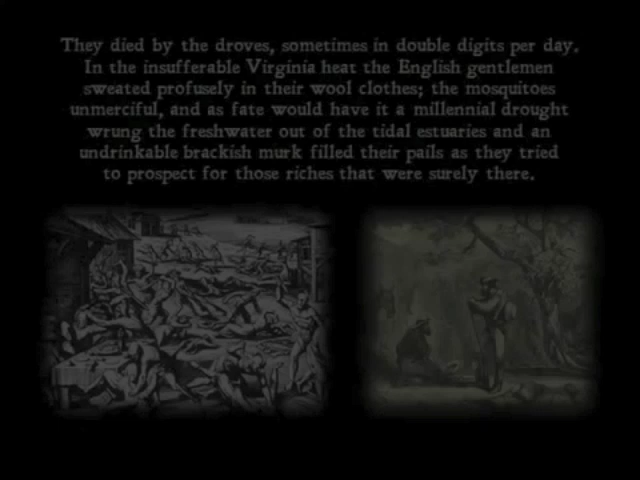 They died by the droves, sometimes in double digits per day.
In the insufferable Virginia heat the English gentlemen
sweated profusely in their wool clothes; the mosquitoes
unmerciful, and as fate would have it a millennial drought
wrung the freshwater out of the tidal estuaries and an
undrinkable brackish murk filled their pails as they tried
to prospect for those riches that were surely there.